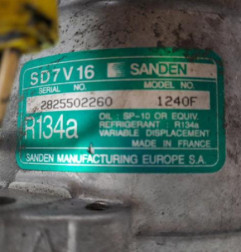 SD7V16 SANDEN
SERIAL NO. MODEL NO.
2825502260 1240F
R134a OIL : SP-10 OR EQUIV.
REFRIGERANT R134a
VARIABLE DISPLACEMENT
MADE IN FRANCE
SANDEN MANUFACTURING EUROPE S.A.